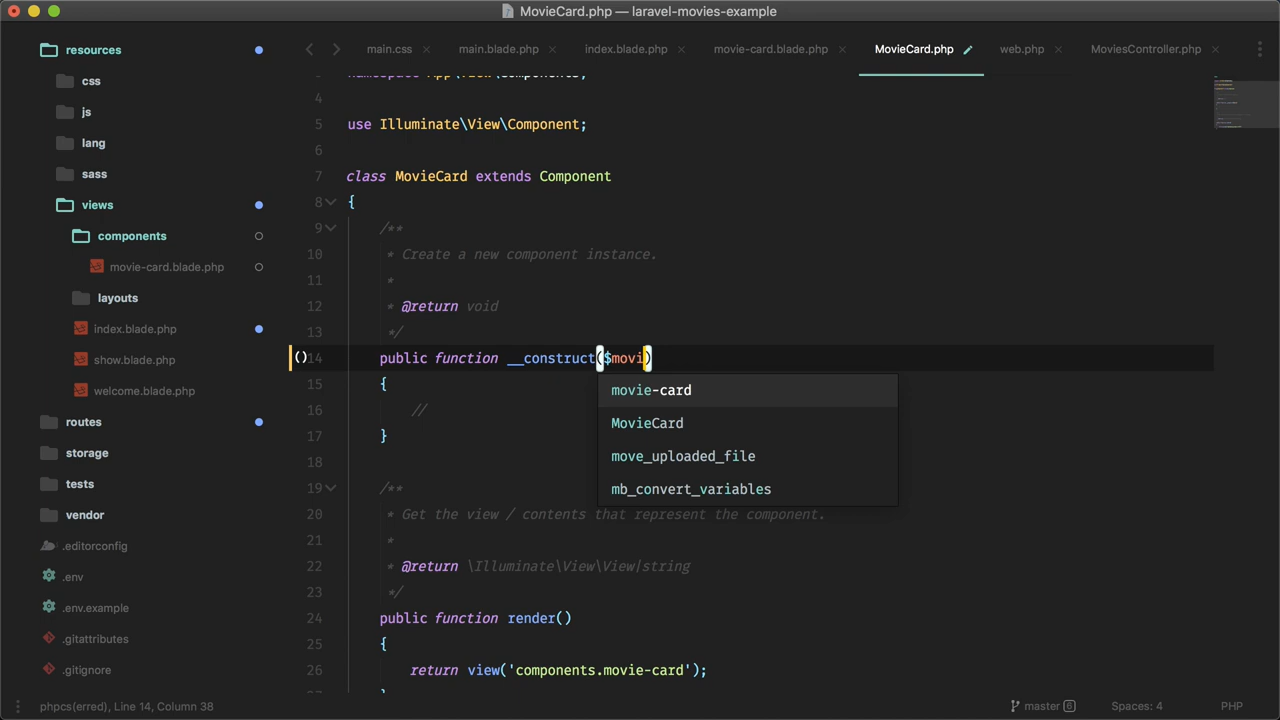 MovieCard.php — laravel-movies-example
resources
css
js
lang
sass
views
components
movie-card.blade.php
layouts
index.blade.php
show.blade.php
welcome.blade.php
routes
storage
tests
vendor
.editorconfig
.env
.env.example
.gitattributes
.gitignore
main.css
main.blade.php
index.blade.php
movie-card.blade.php
MovieCard.php
web.php
MoviesController.php
namespace App\View\Components;
4
5 use Illuminate\View\Component;
6
7 class MovieCard extends Component
8 {
9 /**
10 * Create a new component instance.
11 *
12 * @return void
13 */
()14 public function __construct($movi)
15 {
16 //
17 }
18
19 /**
20 * Get the view / contents that represent the component.
21 *
22 * @return \Illuminate\View\View|string
23 */
24 public function render()
25 {
26 return view('components.movie-card');
}
movie-card
MovieCard
move_uploaded_file
mb_convert_variables
phpcs(erred), Line 14, Column 38
master 6
Spaces: 4
PHP